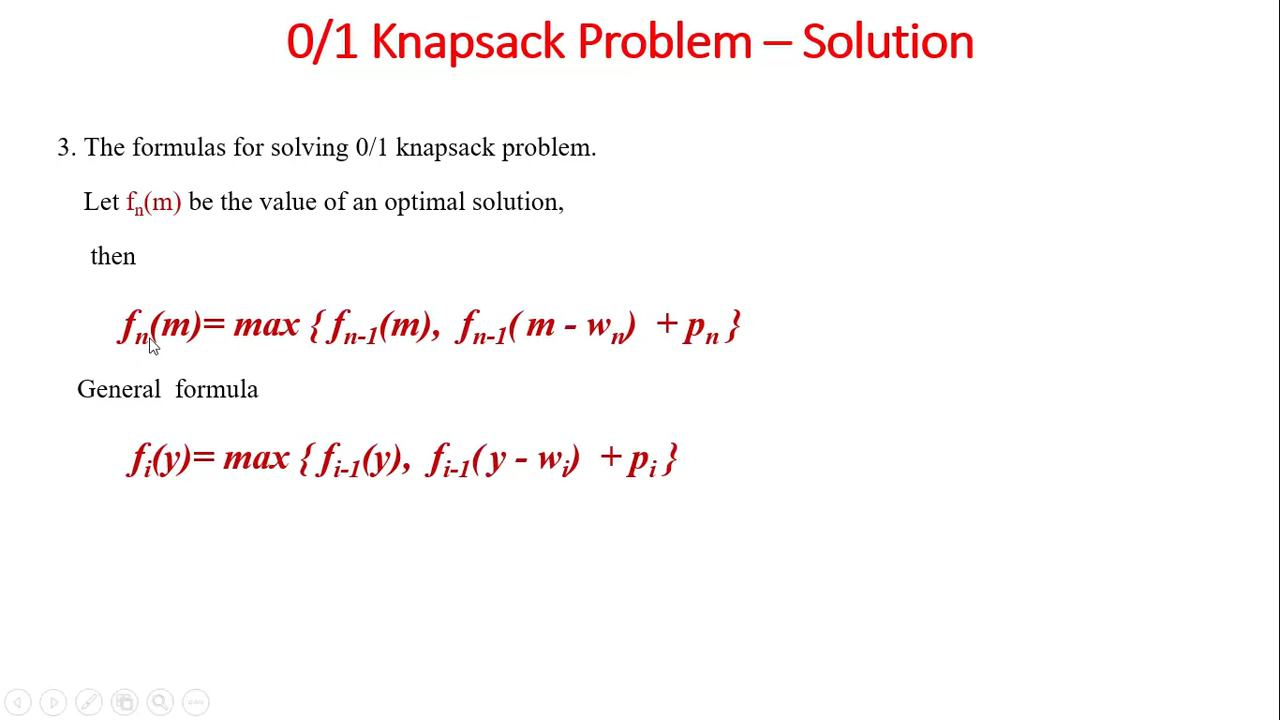 0/1 Knapsack Problem – Solution
3. The formulas for solving 0/1 knapsack problem.
Let fn(m) be the value of an optimal solution,
then
fn(m)= max { fn-1(m), fn-1( m - wn) + pn }
General formula
fi(y)= max { fi-1(y), fi-1( y - wi) + pi }